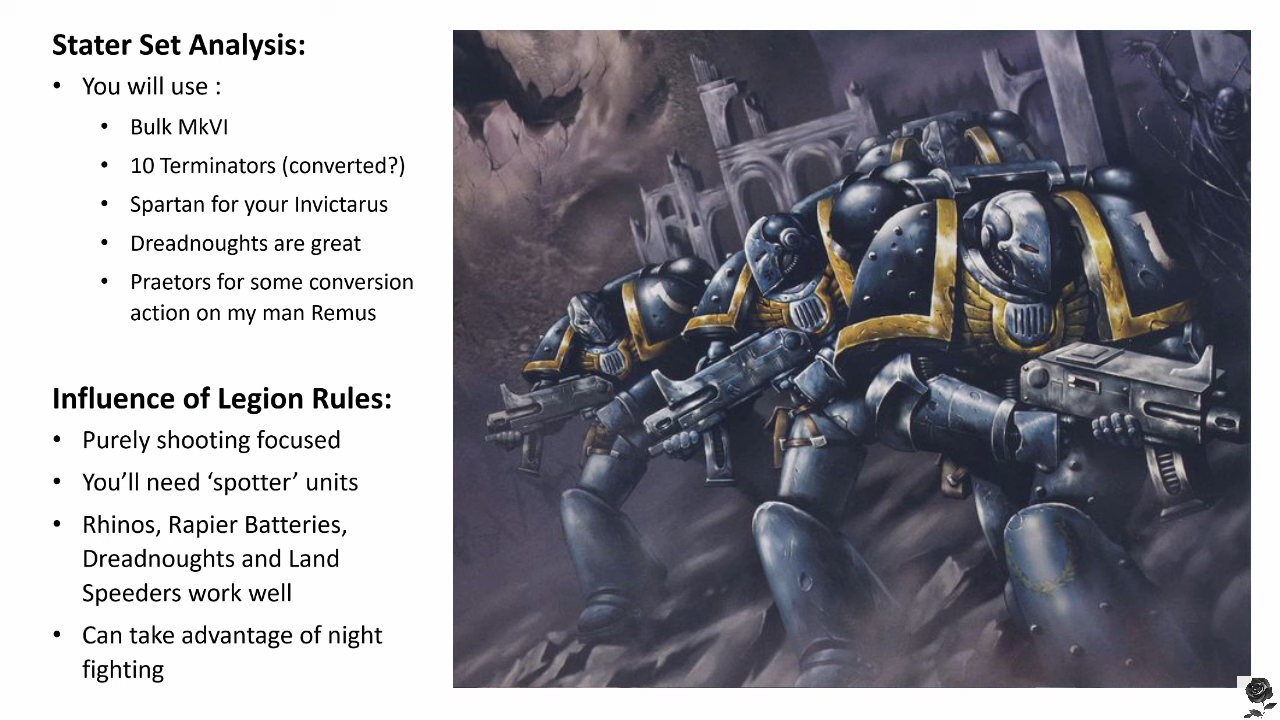 Stater Set Analysis:
• You will use :
• Bulk MkVI
• 10 Terminators (converted?)
• Spartan for your Invictarus
• Dreadnoughts are great
• Praetors for some conversion
action on my man Remus
Influence of Legion Rules:
• Purely shooting focused
• You’ll need ‘spotter’ units
• Rhinos, Rapier Batteries,
Dreadnoughts and Land
Speeders work well
• Can take advantage of night
fighting